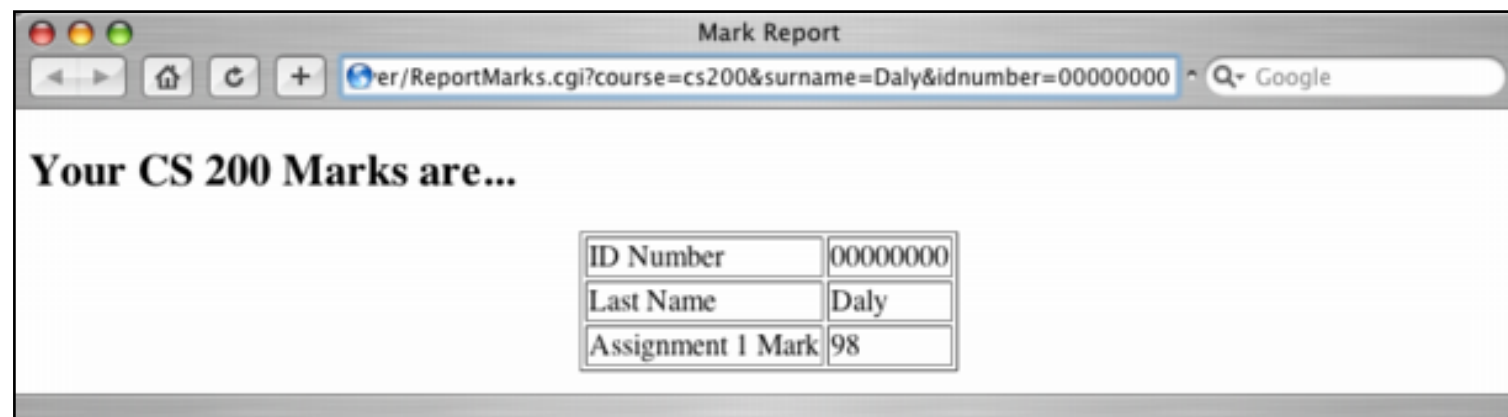 Mark Report
er/ReportMarks.cgi?course=cs200&surname=Daly&idnumber=00000000 Google
Your CS 200 Marks are...
ID Number 00000000
Last Name Daly
Assignment 1 Mark 98